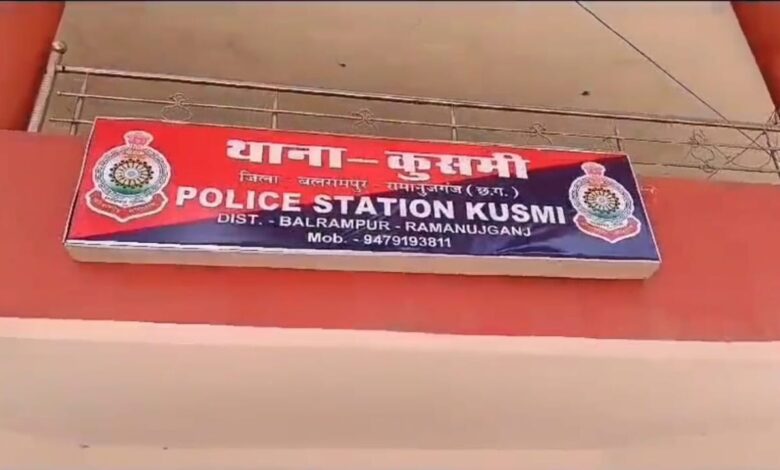 थाना – कुसमी
जिला - बलरामपुर - रामानुजगंज (छ.ग.)
POLICE STATION KUSMI
DIST. - BALRAMPUR - RAMANUJGANJ
Mob. - 9479193811